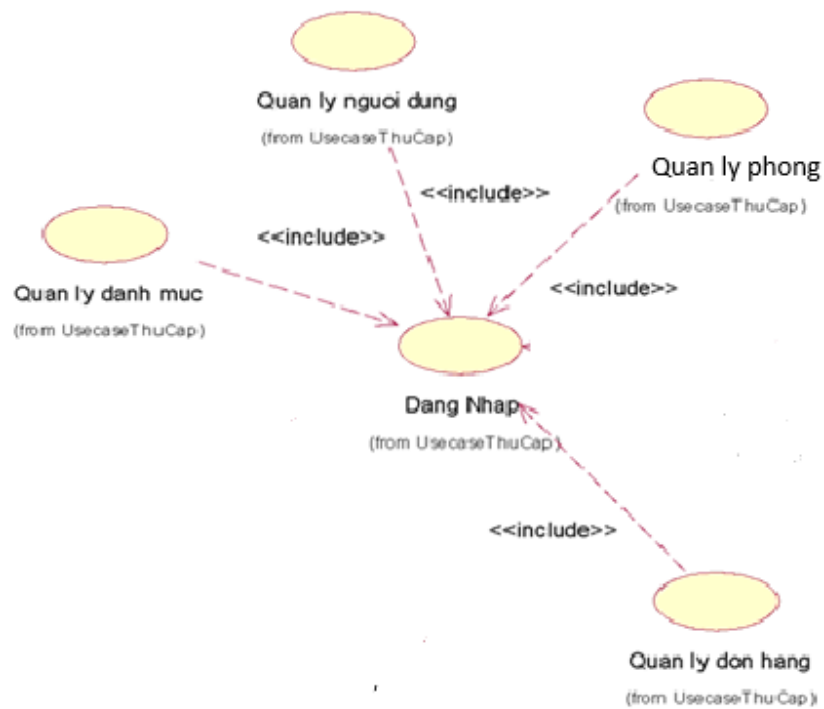 Quan ly nguoi dung
(from UsecaseThuCap)
Quan ly phong
(from UsecaseThuCap)
<<include>>
<<include>>
Quan ly danh muc
(from UsecaseThuCap)
<<include>>
Dang Nhap
(from UsecaseThuCap)
<<include>>
Quan ly don hang
(from UsecaseThuCap)